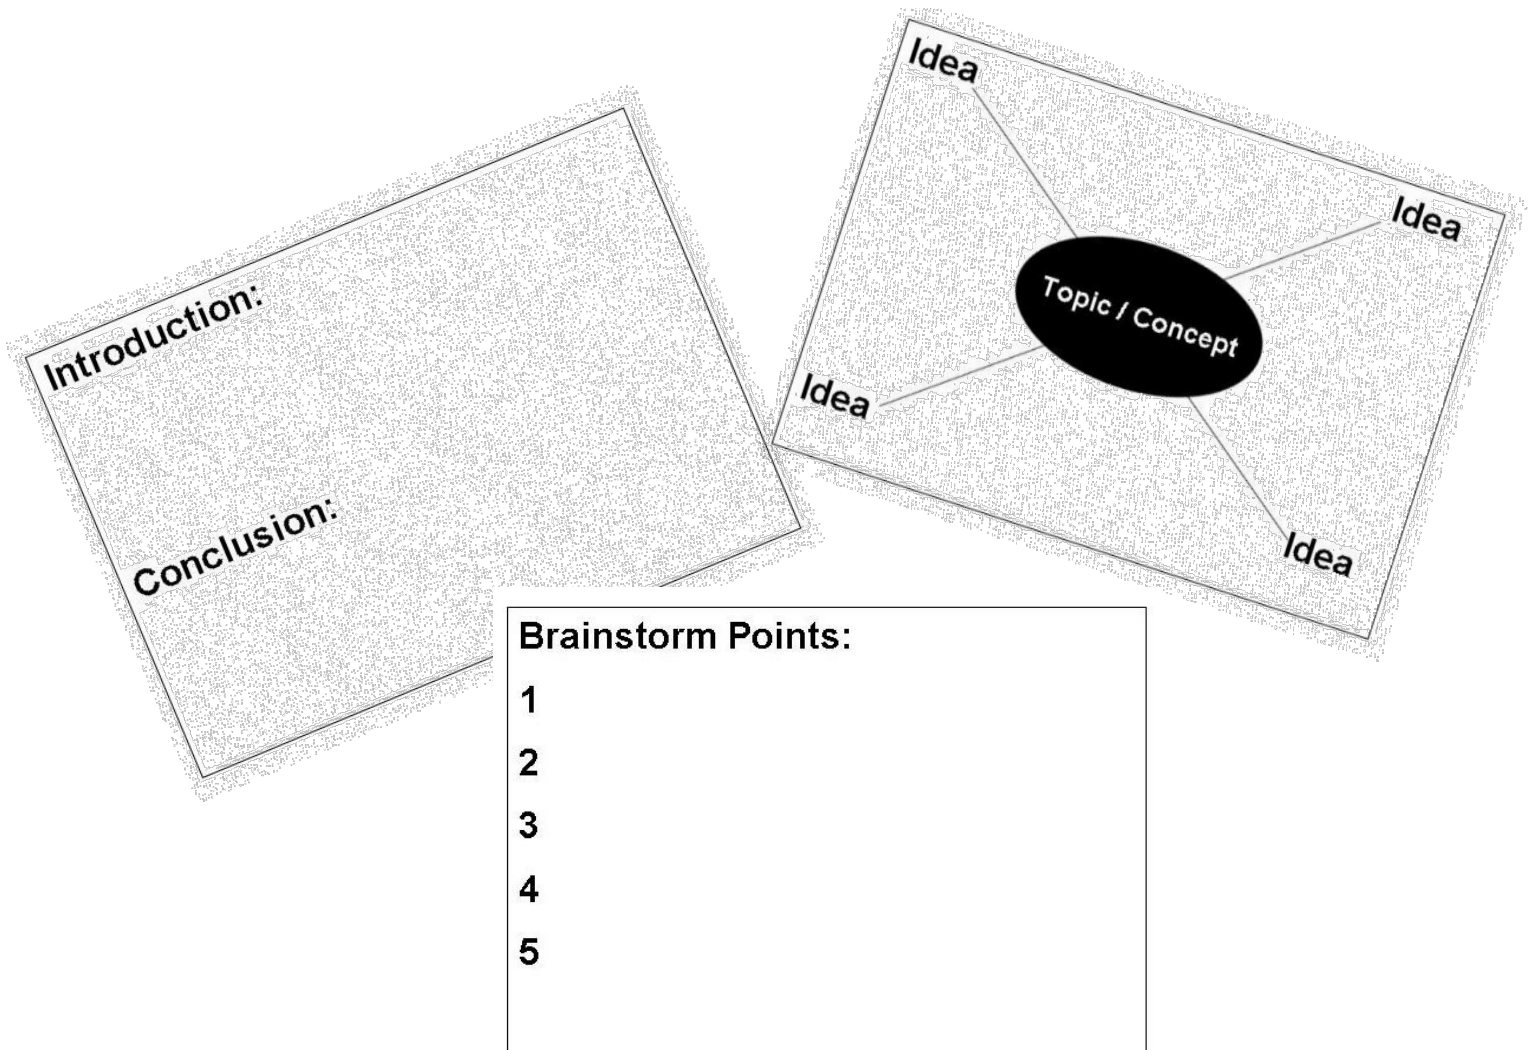 Introduction:
Conclusion:
Idea
Idea
Topic / Concept
Idea
Idea
Brainstorm Points:
1
2
3
4
5